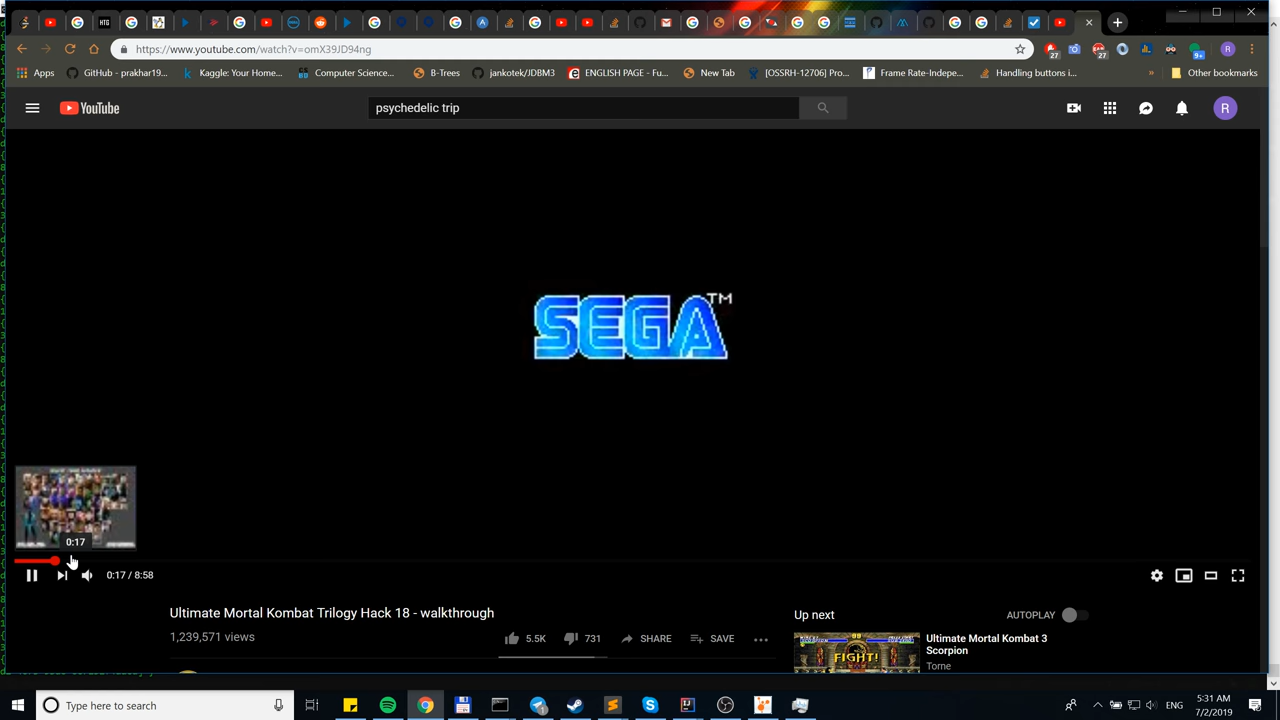 https://www.youtube.com/watch?v=omX39JD94ng
27
27
9+
R
Apps
GitHub - prakhar19...
Kaggle: Your Home...
Computer Science...
B-Trees
jankotek/JDBM3
ENGLISH PAGE - Fu...
New Tab
[OSSRH-12706] Pro...
Frame Rate-Indepe...
Handling buttons i...
»
Other bookmarks
YouTube
psychedelic trip
R
SEGA™
0:17
0:17 / 8:58
Ultimate Mortal Kombat Trilogy Hack 18 - walkthrough
1,239,571 views
5.5K
731
SHARE
SAVE
Up next
AUTOPLAY
FIGHT!
Ultimate Mortal Kombat 3
Scorpion
Torne
Type here to search
ENG
5:31 AM
7/2/2019